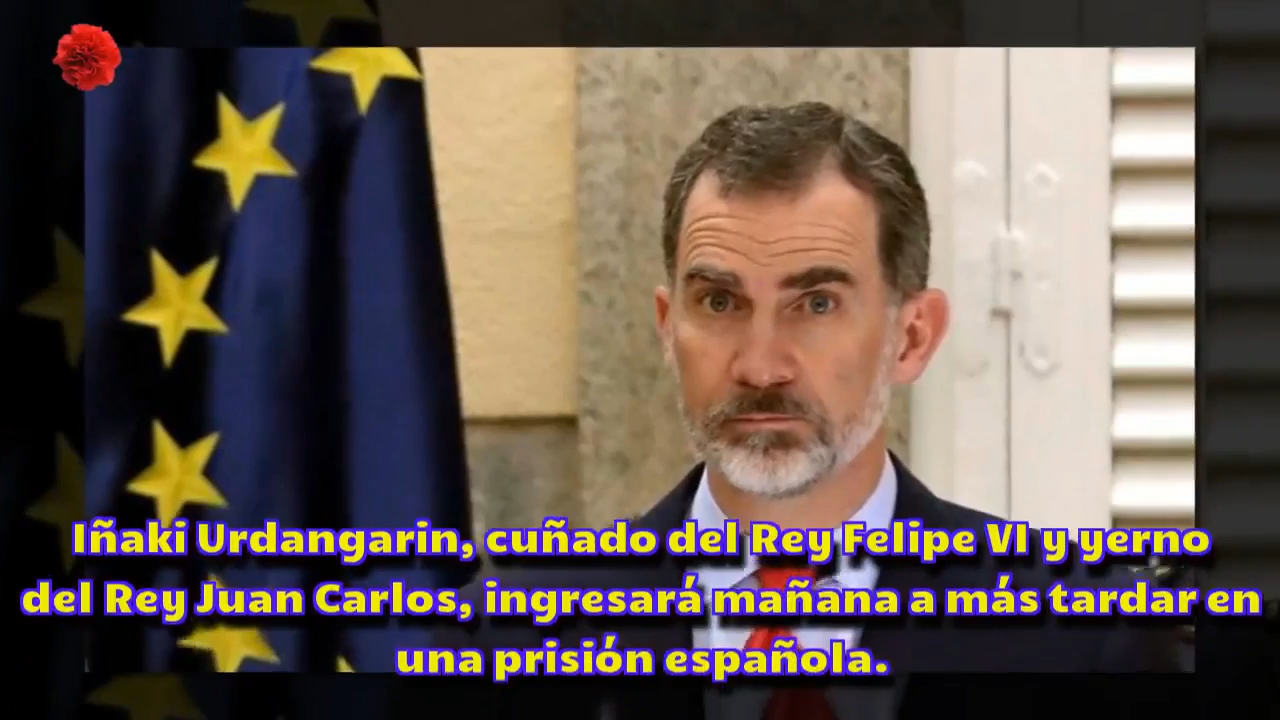 Iñaki Urdangarin, cuñado del Rey Felipe VI y yerno
del Rey Juan Carlos, ingresará mañana a más tardar en
una prisión española.